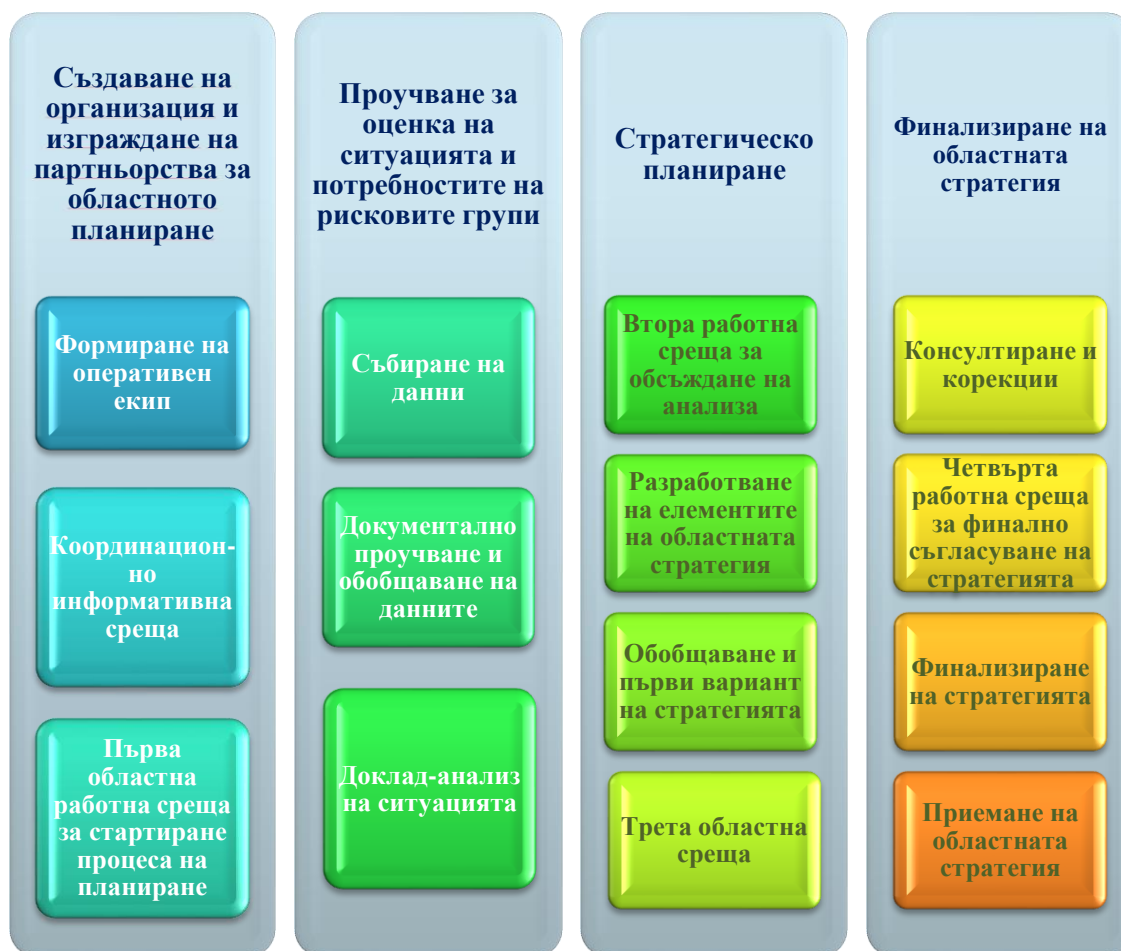 Създаване на
организация и
изграждане на
партньорства за
областното
планиране
Формиране на
оперативен
екип
Координацион-
но
информативна
среща
Първа
областна
работна среща
за стартиране
процеса на
планиране
Проучване за
оценка на
ситуацията и
потребностите на
рисковите групи
Събиране на
данни
Документално
проучване и
обобщаване на
данните
Доклад-анализ
на ситуацията
Стратегическо
планиране
Втора работна
среща за
обсъждане на
анализа
Разработване
на елементите
на областната
стратегия
Обобщаване и
първи вариант
на стратегията
Трета областна
среща
Финализиране на
областната
стратегия
Консултиране и
корекции
Четвърта
работна среща
за финално
съгласуване на
стратегията
Финализиране
на стратегията
Приемане на
областната
стратегия